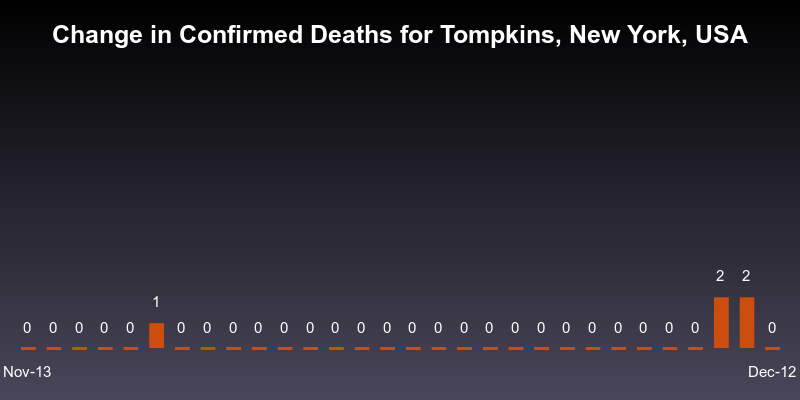 Change in Confirmed Deaths for Tompkins, New York, USA
2 2
1
0 0 0 0 0 0 0 0 0 0 0 0 0 0 0 0 0 0 0 0 0 0 0 0 0 0 0
Nov-13 Dec-12